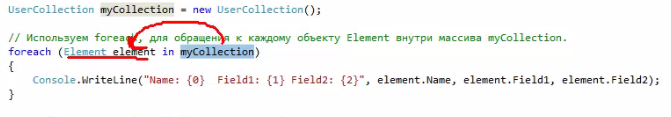 UserCollection myCollection = new UserCollection();
// Используем foreach, для обращения к каждому объекту Element внутри массива myCollection.
foreach (Element element in myCollection)
{
Console.WriteLine("Name: {0}  Field1: {1} Field2: {2}", element.Name, element.Field1, element.Field2);
}